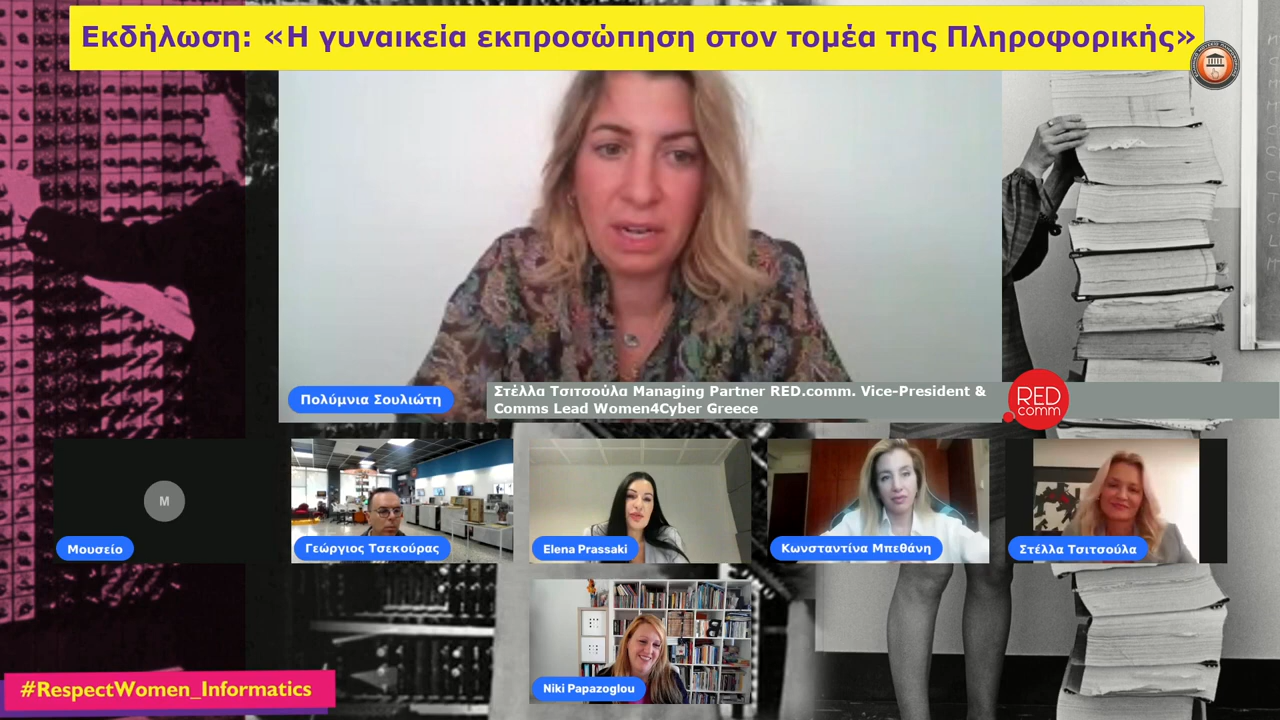 Εκδήλωση: «Η γυναικεία εκπροσώπηση στον τομέα της Πληροφορικής»
Πολύμνια Σουλιώτη
Στέλλα Τσιτσούλα Managing Partner RED.comm. Vice-President &
Comms Lead Women4Cyber Greece
RED
comm
M
Μουσείο
Γεώργιος Τσεκούρας
Elena Prassaki
Κωνσταντίνα Μπεθάνη
Στέλλα Τσιτσούλα
Niki Papazoglou
#RespectWomen_Informatics